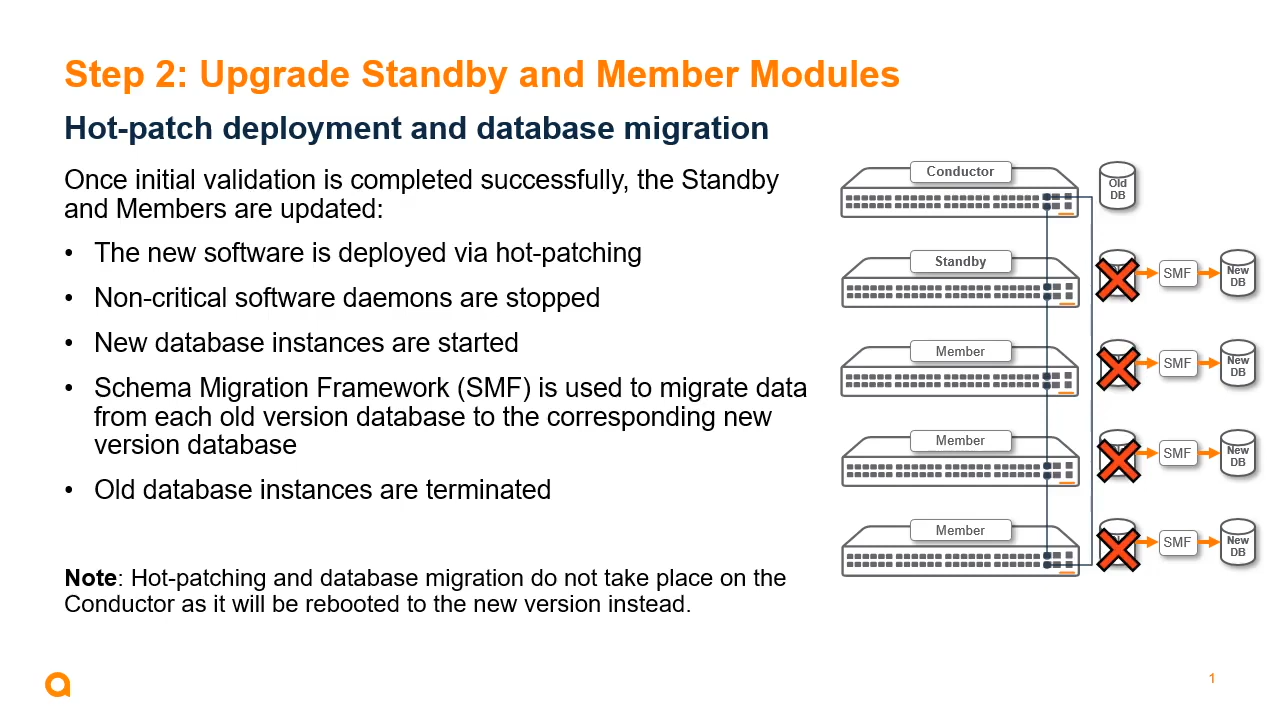 Step 2: Upgrade Standby and Member Modules
Hot-patch deployment and database migration
Once initial validation is completed successfully, the Standby
and Members are updated:
• The new software is deployed via hot-patching
• Non-critical software daemons are stopped
• New database instances are started
• Schema Migration Framework (SMF) is used to migrate data
from each old version database to the corresponding new
version database
• Old database instances are terminated
Note: Hot-patching and database migration do not take place on the
Conductor as it will be rebooted to the new version instead.
Conductor
Old
DB
Standby
SMF
New
DB
Member
SMF
New
DB
Member
SMF
New
DB
Member
SMF
New
DB
1